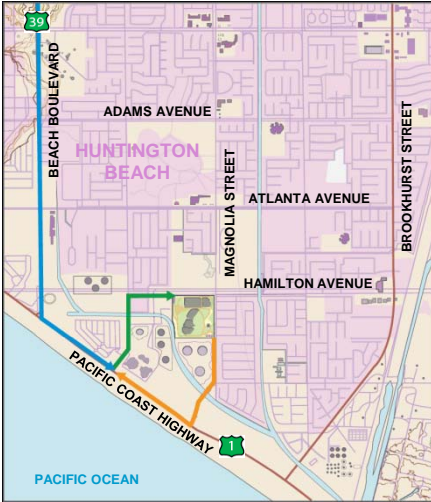 39
BEACH BOULEVARD
ADAMS AVENUE
HUNTINGTON
BEACH
MAGNOLIA STREET
BROOKHURST STREET
ATLANTA AVENUE
HAMILTON AVENUE
PACIFIC COAST HIGHWAY
1
PACIFIC OCEAN